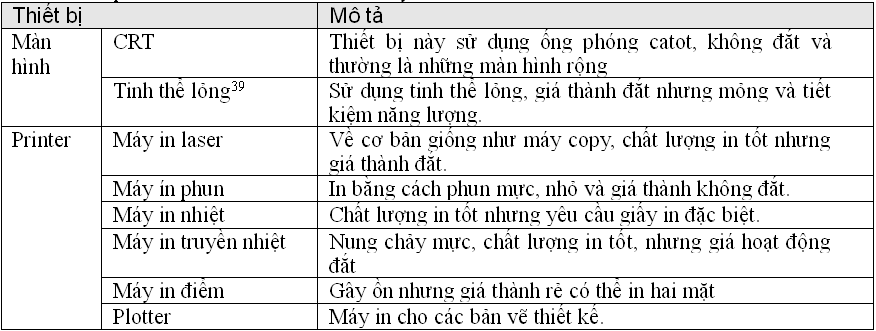 Thiết bị Mô tả
Màn hình CRT Thiết bị này sử dụng ống phóng catot, không đắt và
thường là những màn hình rộng
Tinh thể lỏng39 Sử dụng tinh thể lỏng, giá thành đắt nhưng mỏng và tiết
kiệm năng lượng.
Printer Máy in laser Về cơ bản giống như máy copy, chất lượng in tốt nhưng
giá thành đắt.
Máy ín phun In bằng cách phun mực, nhỏ và giá thành không đắt.
Máy in nhiệt Chất lượng in tốt nhưng yêu cầu giấy in đặc biệt.
Máy in truyền nhiệt Nung chảy mực, chất lượng in tốt, nhưng giá hoạt động
đắt
Máy in điểm Gây ồn nhưng giá thành rẻ có thể in hai mặt
Plotter Máy in cho các bản vẽ thiết kế.